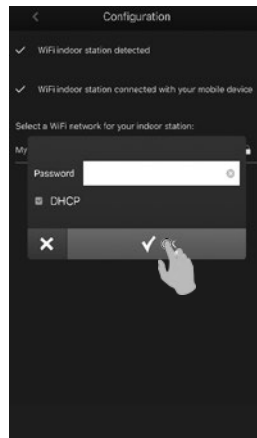 Configuration
WiFi indoor station detected
WiFi indoor station connected with your mobile device
Select a WiFi network for your indoor station:
My
Password
DHCP